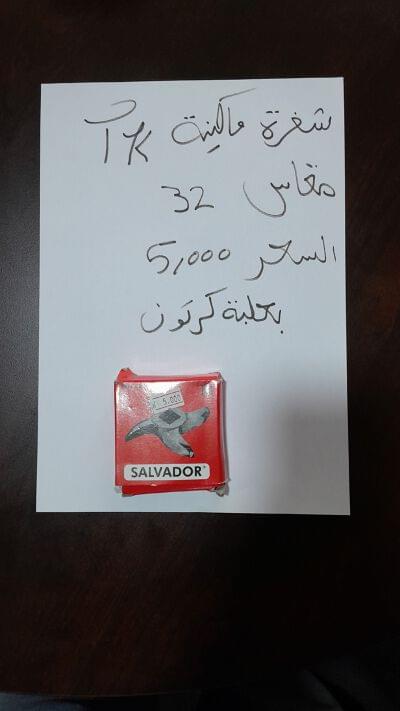 شفرة ماكينة TK
مقاس 32
السعر 5,000
بعلبة كرتون
5.000
SALVADOR